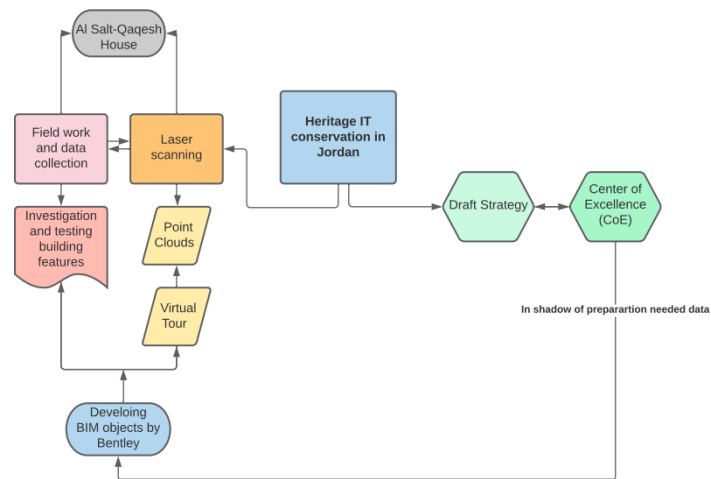 Al Salt-Qaqesh
House
Field work
and data
collection
Laser
scanning
Heritage IT
conservation in
Jordan
Investigation
and testing
building
features
Point
Clouds
Draft Strategy
Center of
Excellence
(CoE)
Virtual
Tour
In shadow of preparartion needed data
Develoing
BIM objects by
Bentley